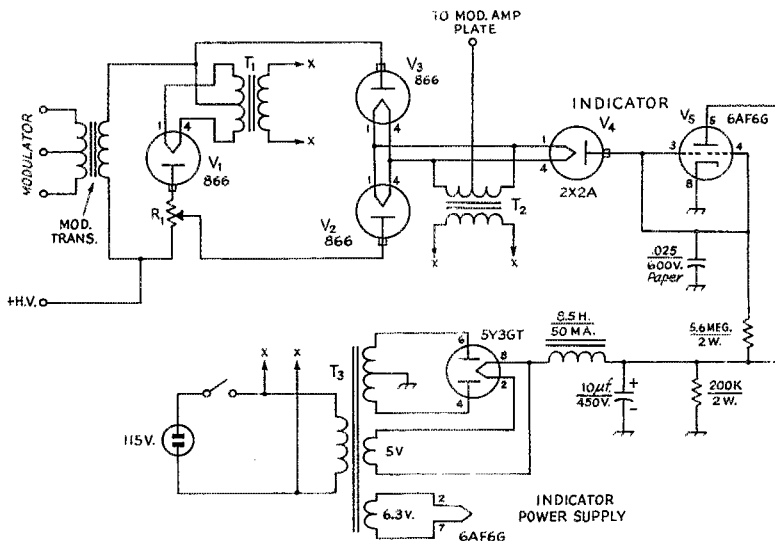 TO MOD. AMP
PLATE
T1
X
X
V3
866
INDICATOR
V4
V5
6AF6G
5
3
4
8
1
4
1
4
1
4
1
4
MODULATOR
V1
866
MOD.
TRANS.
R1
V2
866
2X2A
T2
X
X
+H.V.
.025
600V.
Paper
5.6 MEG.
2 W.
X
X
T3
6
5Y3GT
8
2
4
8.5 H.
50 MA.
10µf.
450V.
+
-
200K
2 W.
115V.
5V
6.3V.
2
7
6AF6G
INDICATOR
POWER SUPPLY